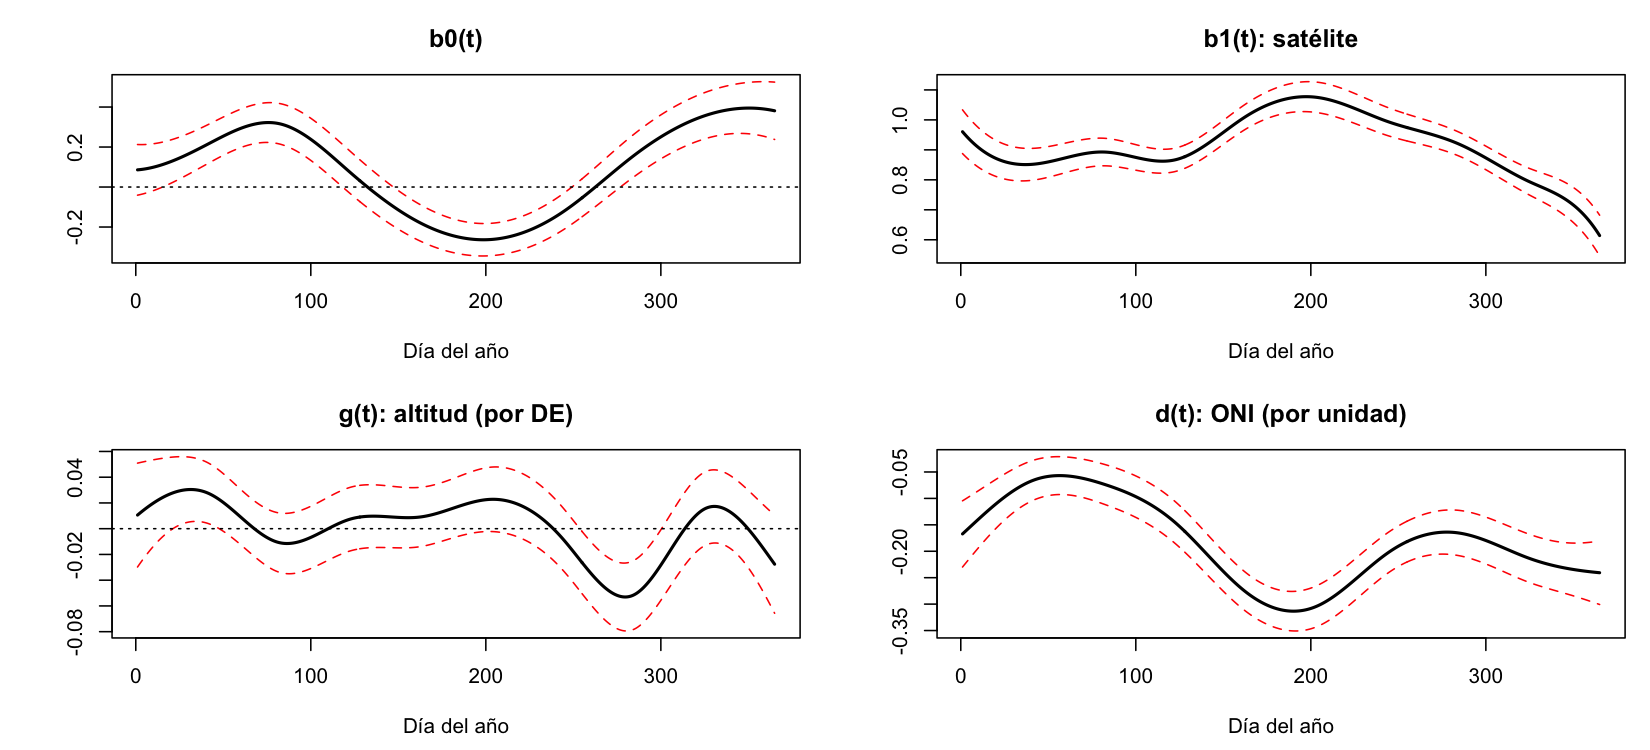 b0(t)
0.2
-0.2
0 100 200 300
Día del año
b1(t): satélite
1.0
0.8
0.6
0 100 200 300
Día del año
g(t): altitud (por DE)
0.04
-0.02
-0.08
0 100 200 300
Día del año
d(t): ONI (por unidad)
-0.05
-0.20
-0.35
0 100 200 300
Día del año